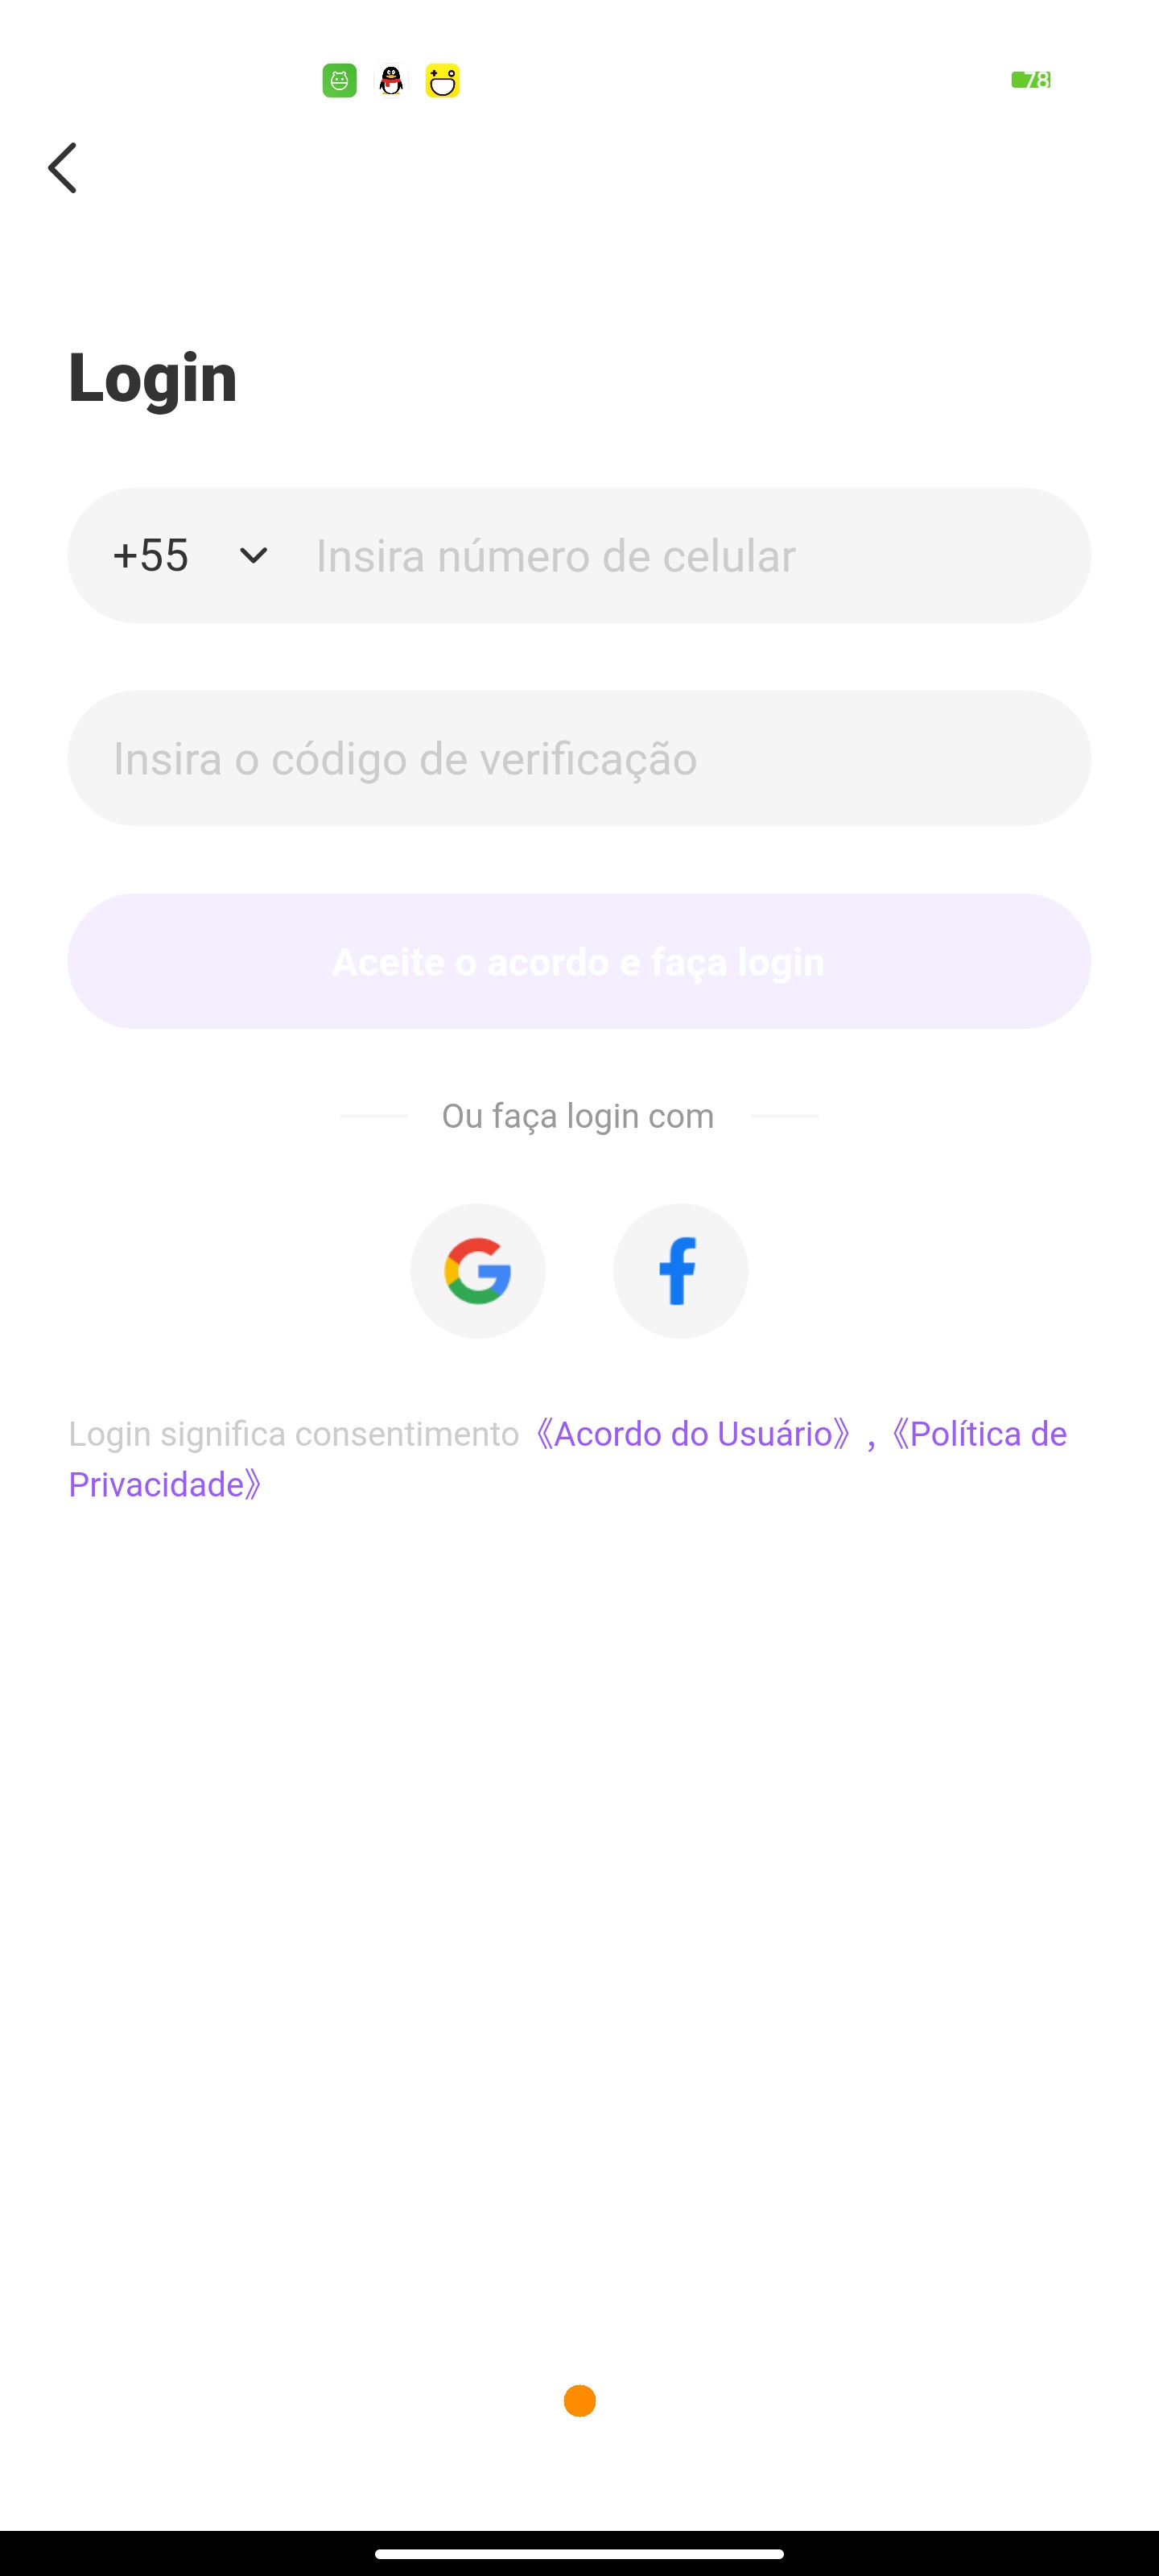 78
Login
+55 Insira número de celular
Insira o código de verificação
Aceite o acordo e faça login
Ou faça login com
Login significa consentimento《Acordo do Usuário》,《Política de
Privacidade》